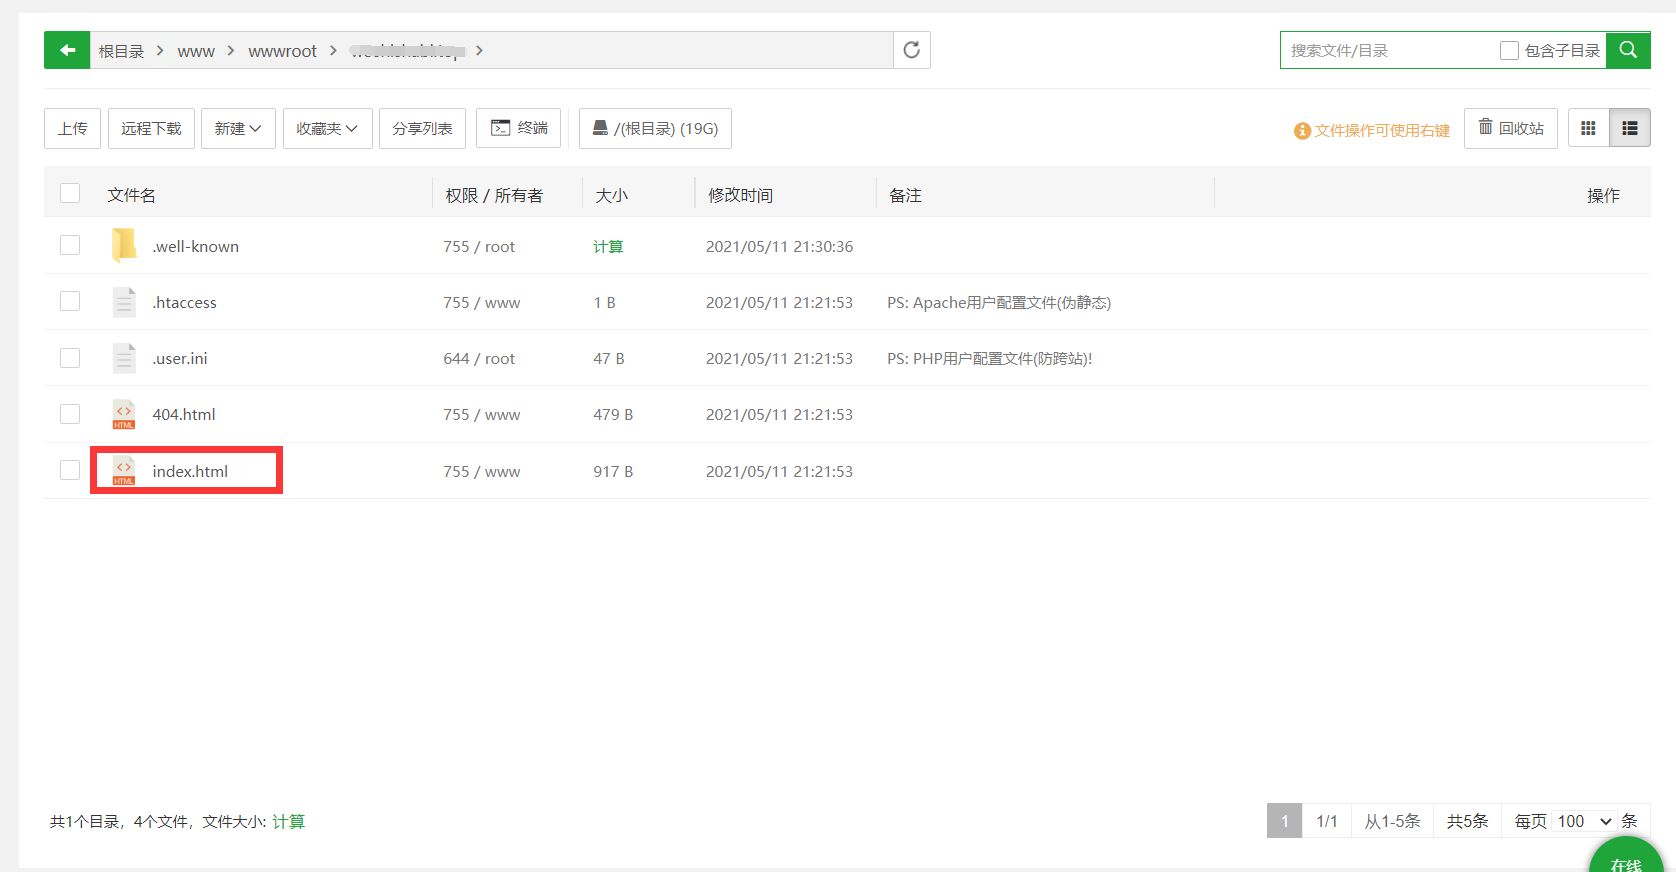 根目录 > www > wwwroot > >
搜索文件/目录 包含子目录
上传 远程下载 新建 收藏夹 分享列表 终端 /(根目录) (19G) 文件操作可使用右键 回收站
文件名 权限 / 所有者 大小 修改时间 备注 操作
.well-known 755 / root 计算 2021/05/11 21:30:36
.htaccess 755 / www 1 B 2021/05/11 21:21:53 PS: Apache用户配置文件(伪静态)
.user.ini 644 / root 47 B 2021/05/11 21:21:53 PS: PHP用户配置文件(防跨站)!
HTML 404.html 755 / www 479 B 2021/05/11 21:21:53
HTML index.html 755 / www 917 B 2021/05/11 21:21:53
共1个目录，4个文件，文件大小: 计算
1 1/1 从1-5条 共5条 每页 100 条
在线